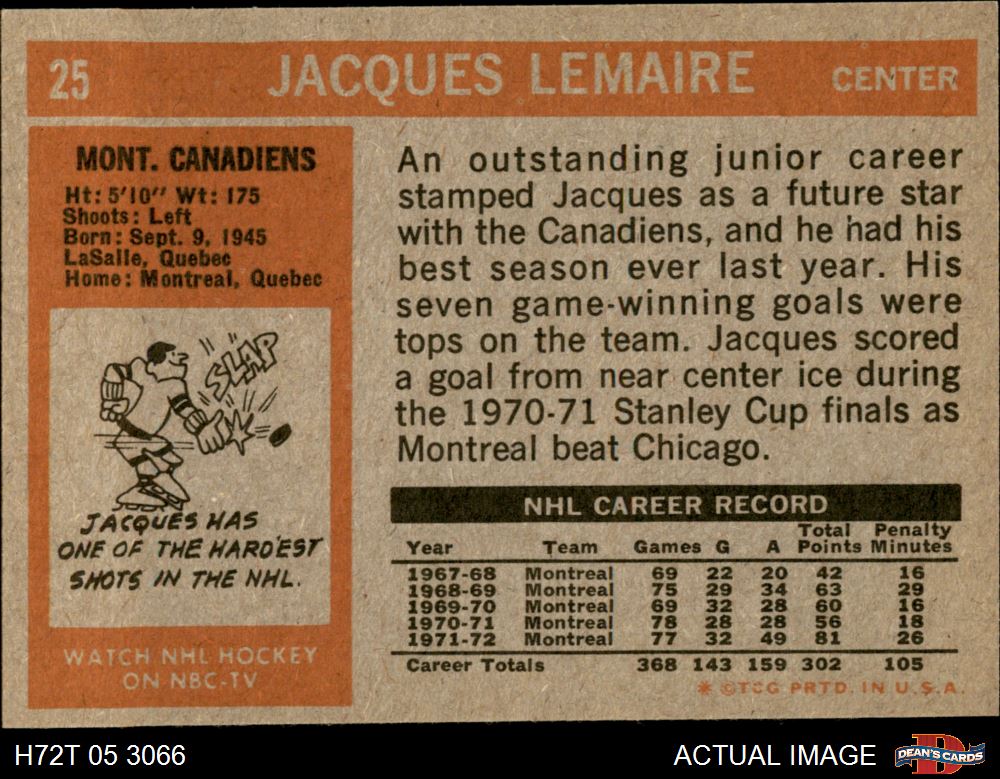 25 JACQUES LEMAIRE CENTER
MONT. CANADIENS
Ht: 5'10" Wt: 175
Shoots: Left
Born: Sept. 9, 1945
LaSalle, Quebec
Home: Montreal, Quebec
SLAP
JACQUES HAS
ONE OF THE HARDEST
SHOTS IN THE NHL.
WATCH NHL HOCKEY
ON NBC-TV
An outstanding junior career
stamped Jacques as a future star
with the Canadiens, and he had his
best season ever last year. His
seven game-winning goals were
tops on the team. Jacques scored
a goal from near center ice during
the 1970-71 Stanley Cup finals as
Montreal beat Chicago.
NHL CAREER RECORD
Total Penalty
Year Team Games G A Points Minutes
1967-68 Montreal 69 22 20 42 16
1968-69 Montreal 75 29 34 63 29
1969-70 Montreal 69 32 28 60 16
1970-71 Montreal 78 28 28 56 18
1971-72 Montreal 77 32 49 81 26
Career Totals 368 143 159 302 105
* ©TCG PRTD. IN U.S.A.
H72T 05 3066 ACTUAL IMAGE D DEAN'S CARDS